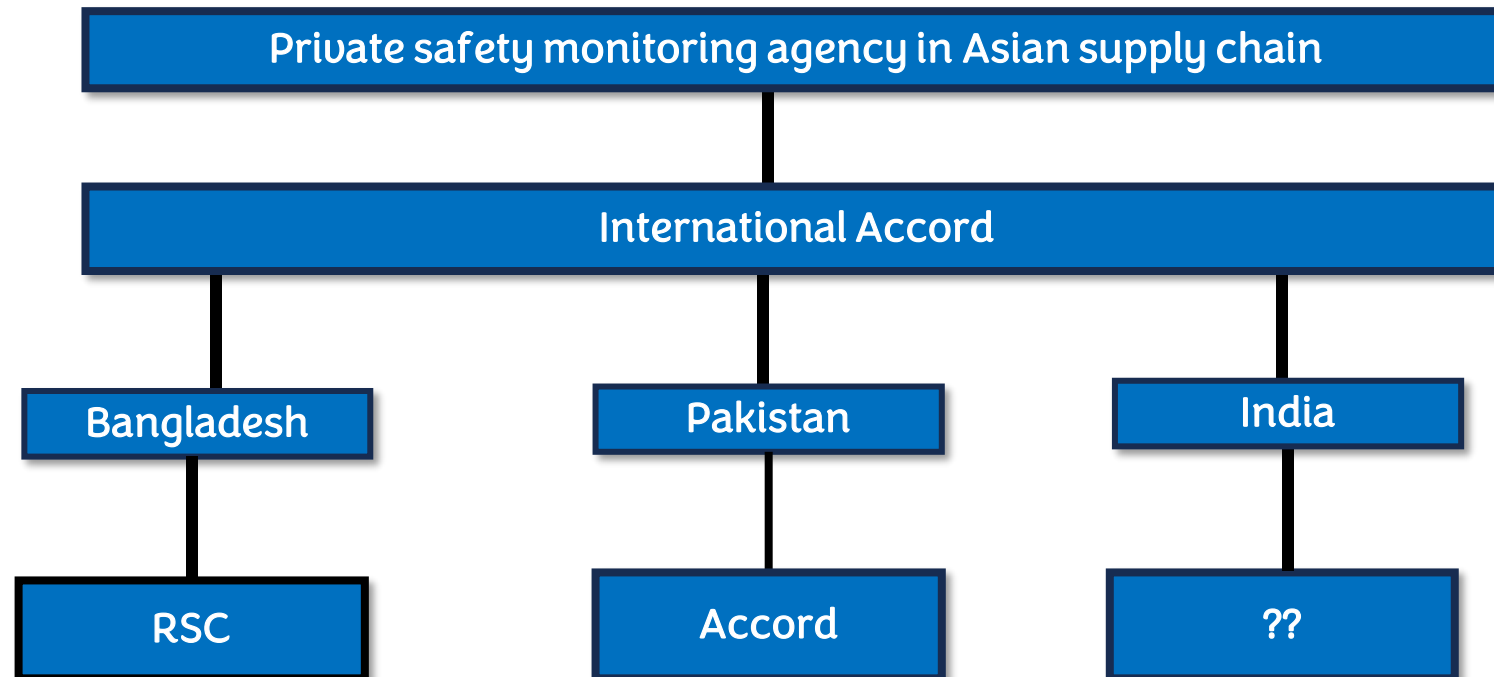 Private safety monitoring agency in Asian supply chain
International Accord
Bangladesh
Pakistan
India
RSC
Accord
??